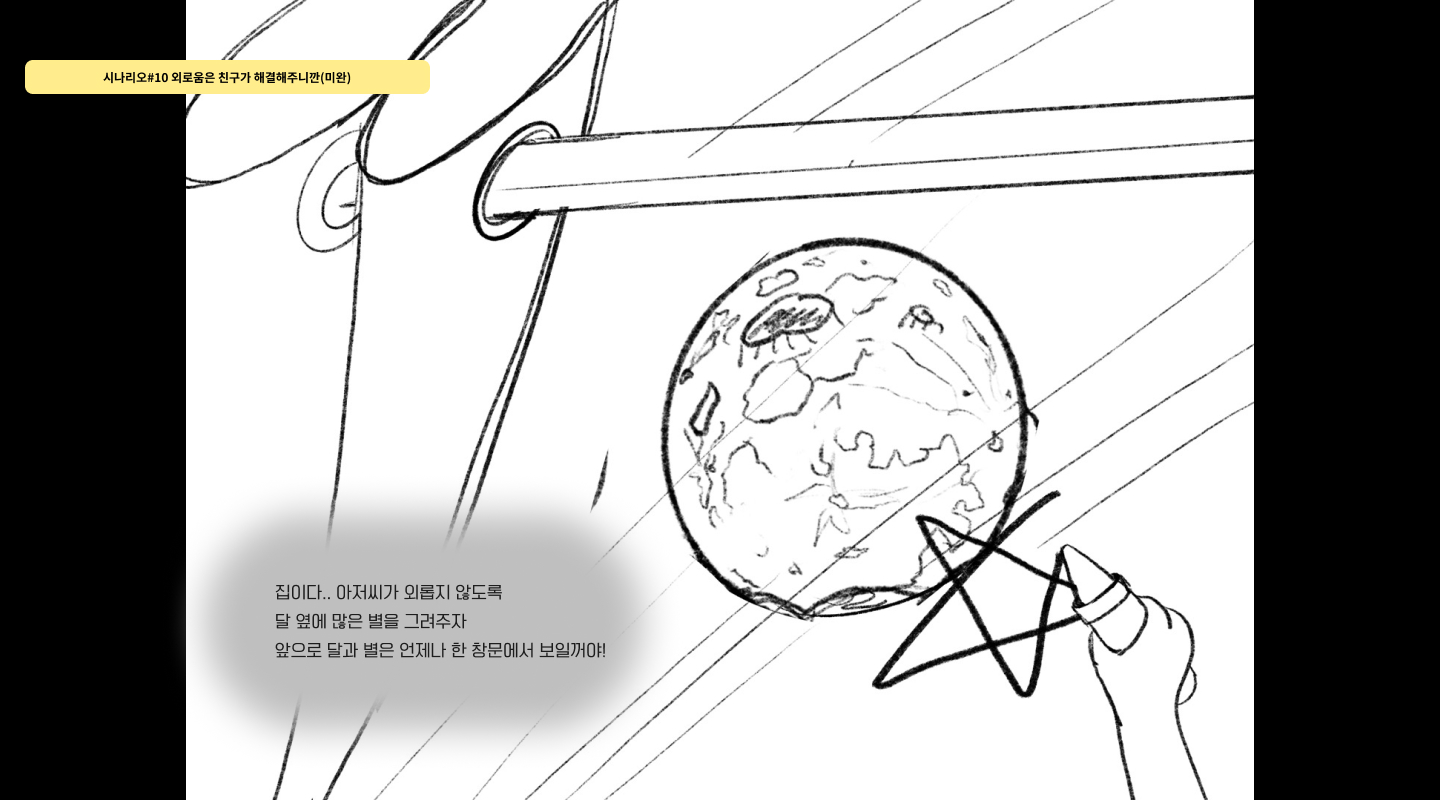 시나리오#10 외로움은 친구가 해결해주니깐(미완)
집이다.. 아저씨가 외롭지 않도록
달 옆에 많은 별을 그려주자
앞으로 달과 별은 언제나 한 창문에서 보일꺼야!